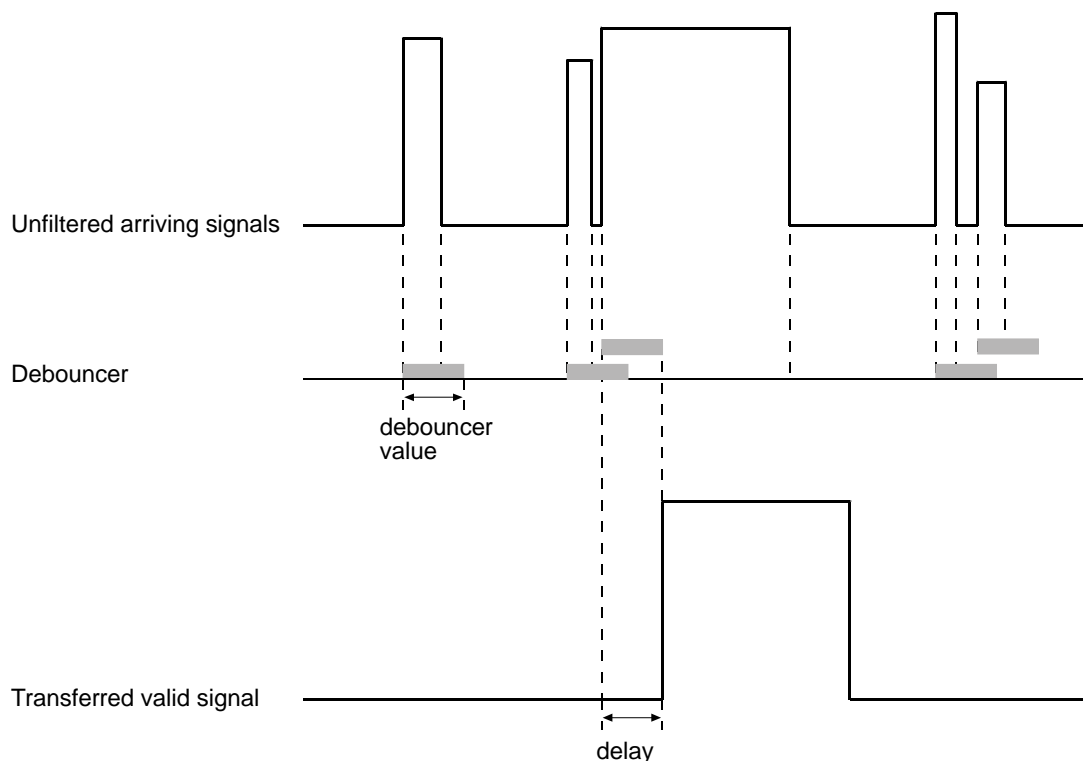 Unfiltered arriving signals
Debouncer
debouncer
value
Transferred valid signal
delay